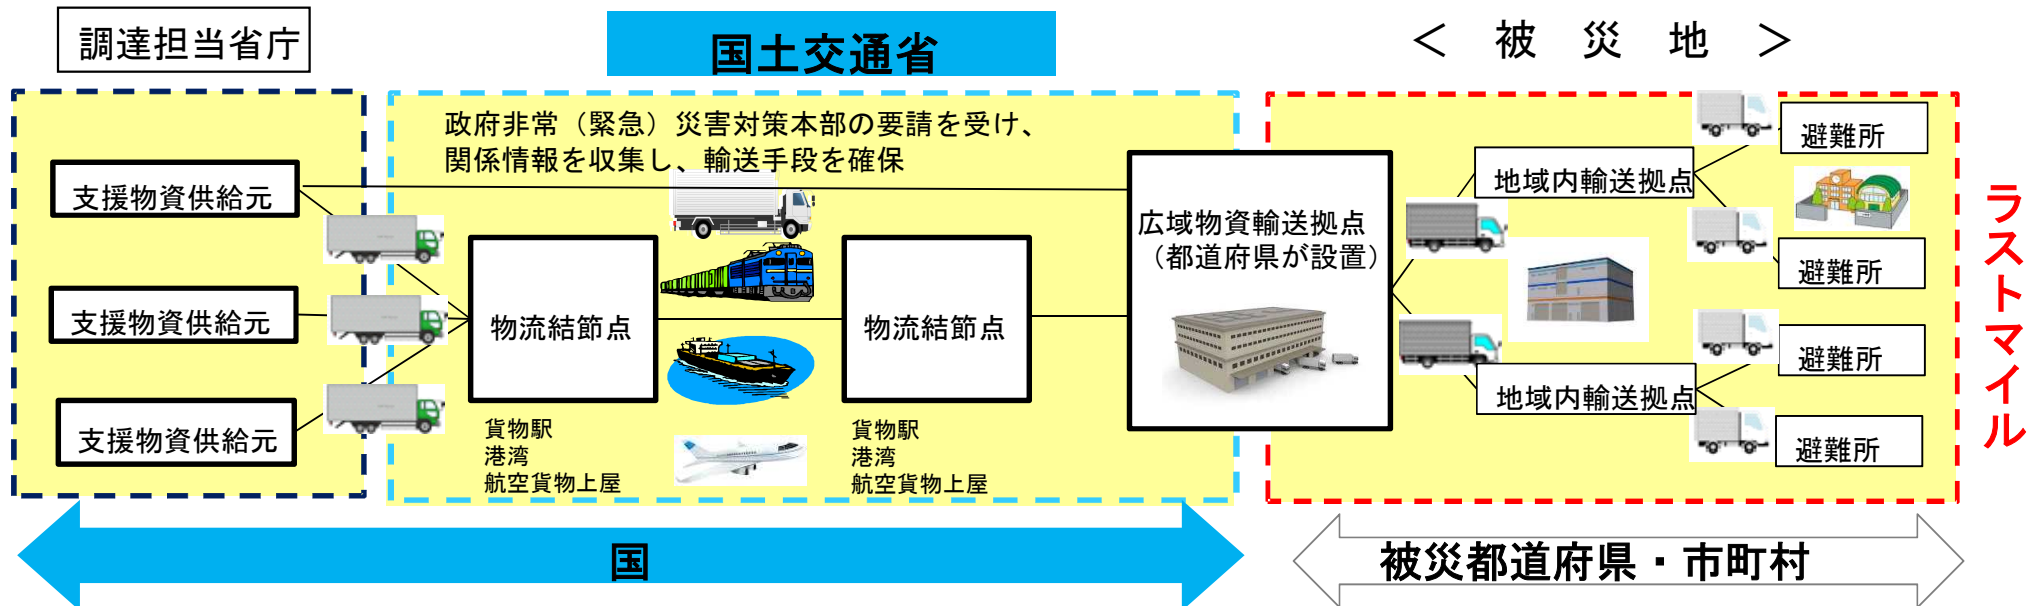 調達担当省庁
国土交通省
＜ 被 災 地 ＞
政府非常（緊急）災害対策本部の要請を受け、
関係情報を収集し、輸送手段を確保
支援物資供給元
支援物資供給元
支援物資供給元
物流結節点
貨物駅
港湾
航空貨物上屋
物流結節点
貨物駅
港湾
航空貨物上屋
広域物資輸送拠点
（都道府県が設置）
地域内輸送拠点
地域内輸送拠点
避難所
避難所
避難所
避難所
ラストマイル
国
被災都道府県・市町村